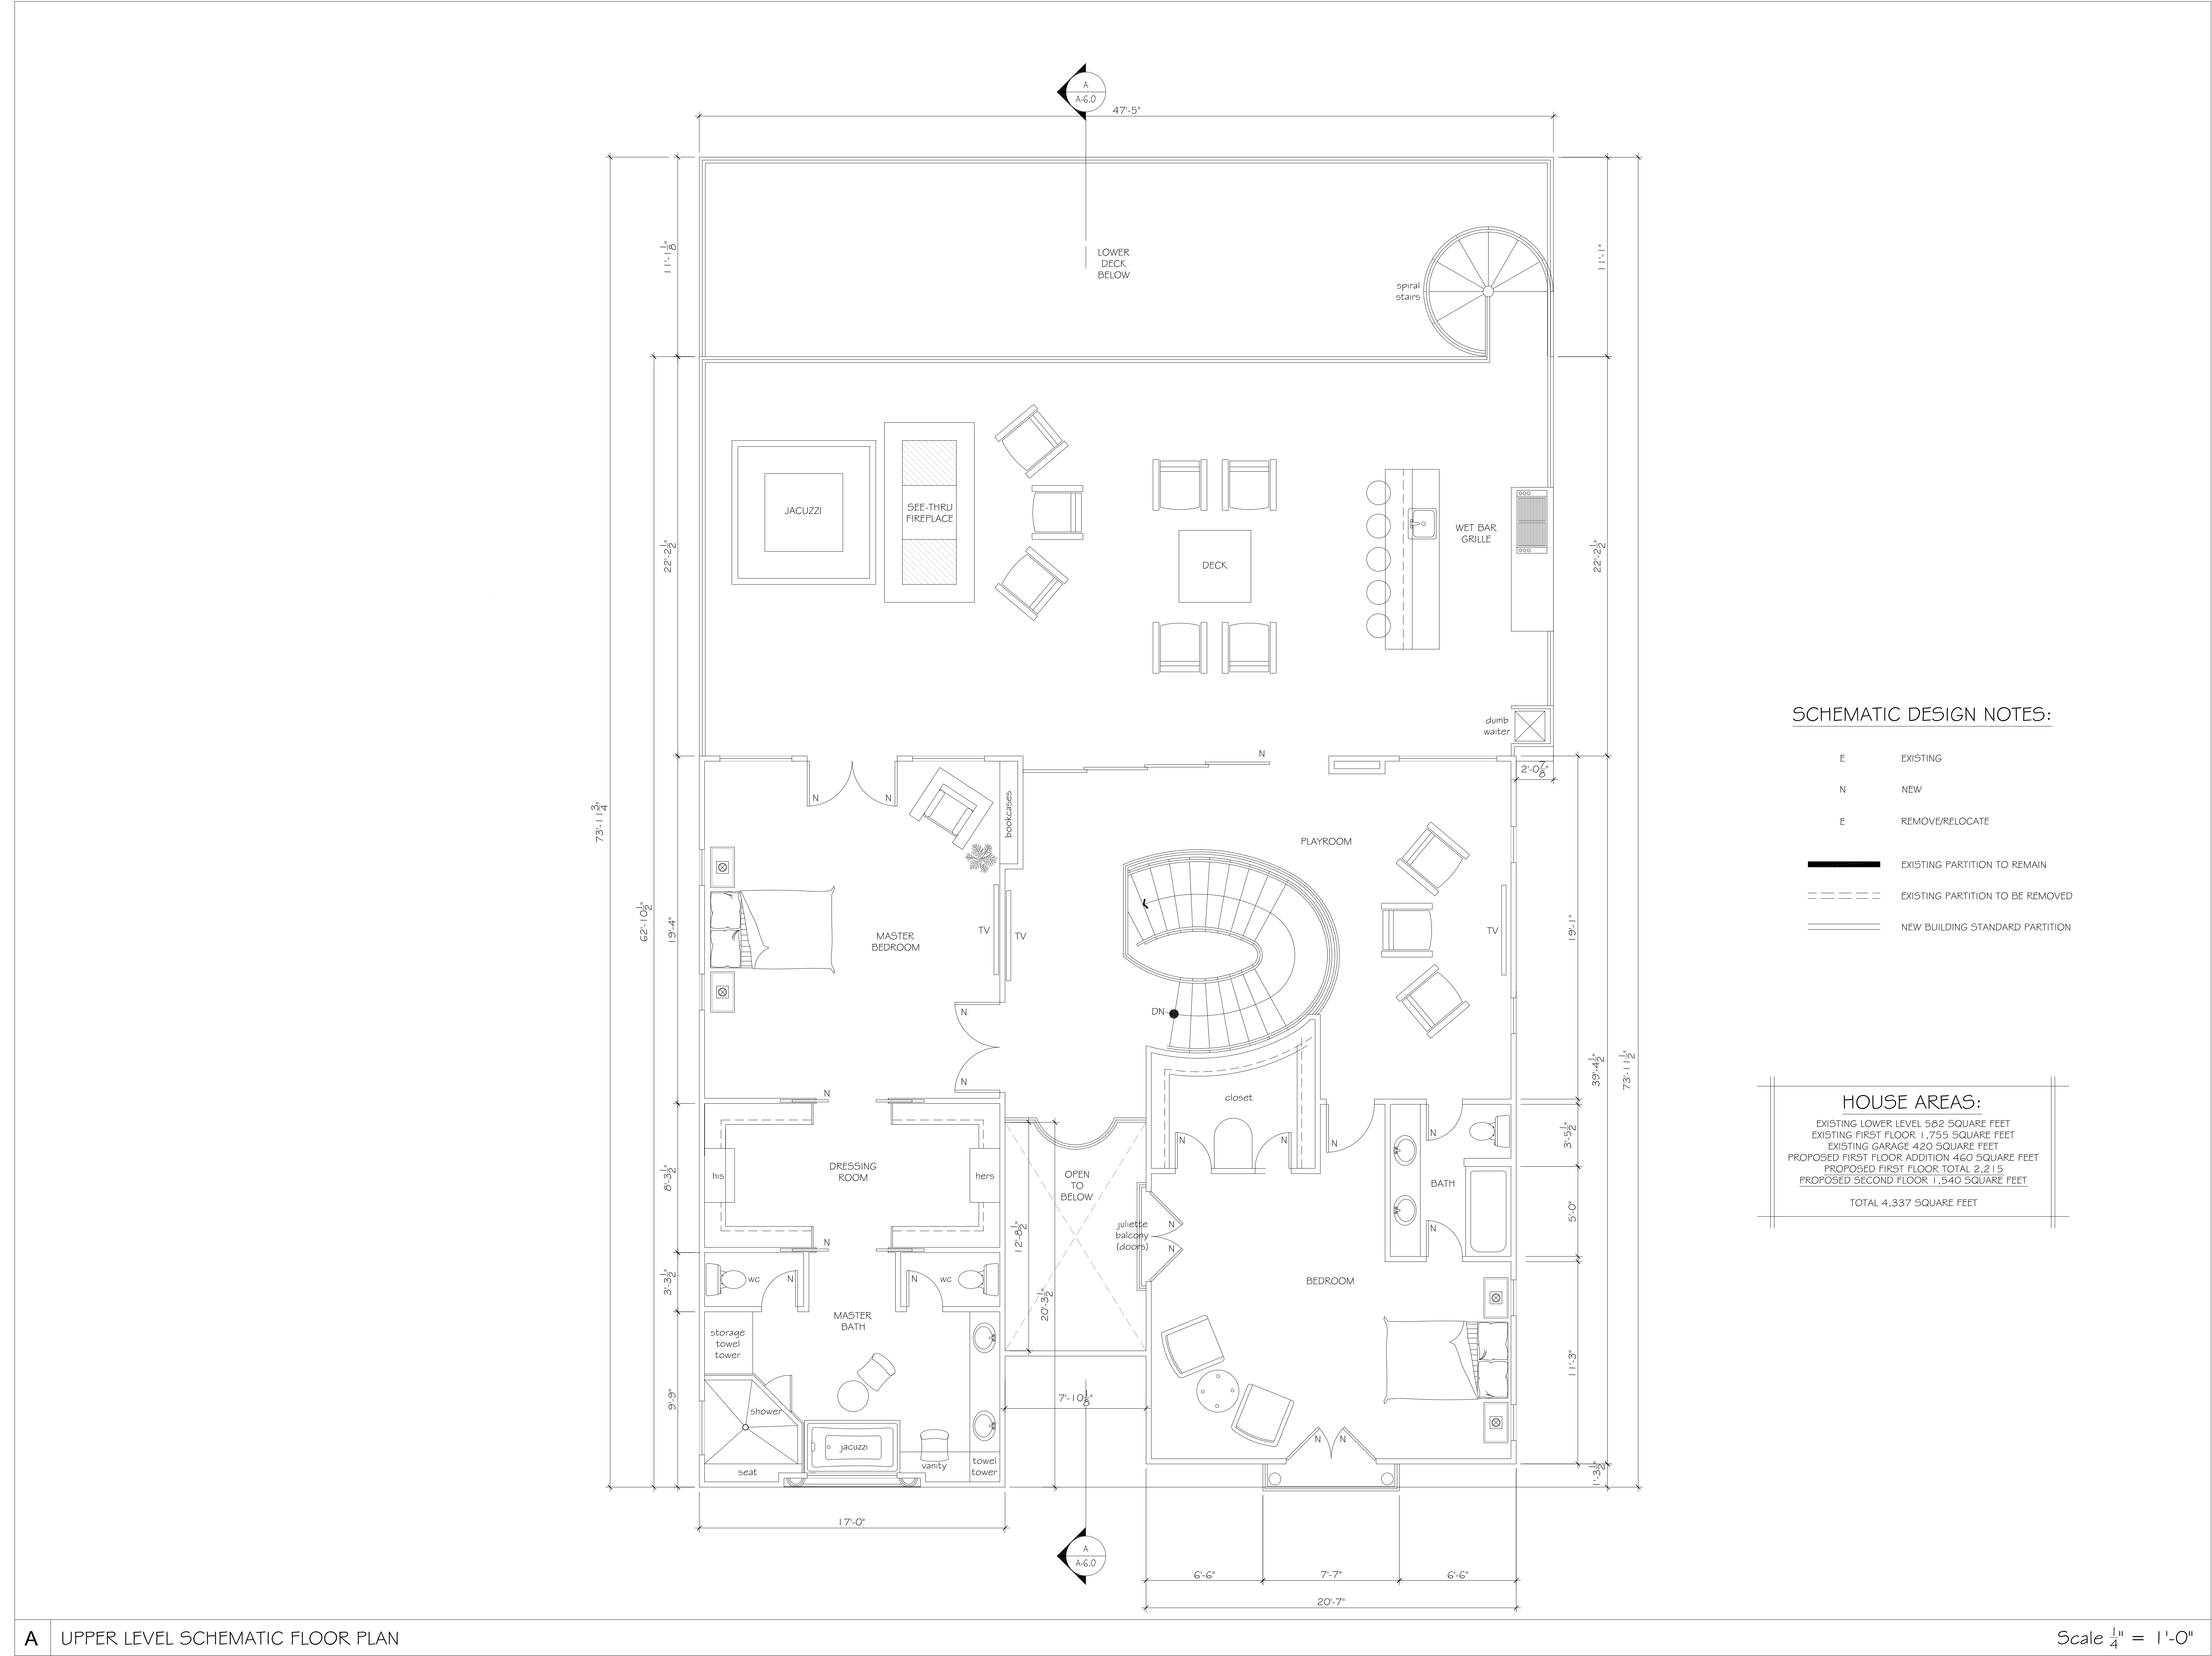 A
A-6.0
47'-5"
11'-1 1/8"
11'-1"
LOWER
DECK
BELOW
spiral
stairs
JACUZZI
SEE-THRU
FIREPLACE
DECK
WET BAR
GRILLE
22'-2 1/2"
22'-2 1/2"
dumb
waiter
N
2'-0 7/8"
N
N
bookcases
73'-11 3/4"
62'-10 1/2"
19'-4"
PLAYROOM
MASTER
BEDROOM
TV
TV
TV
19'-1"
DN
N
N
39'-4 1/2"
73'-11 1/2"
N
closet
N
N
N
N
3'-5 1/2"
his
DRESSING
ROOM
hers
8'-3 1/2"
OPEN
TO
BELOW
BATH
juliette
balcony
(doors)
N
N
N
5'-0"
12'-8 1/2"
N
wc
N
N
wc
3'-3 1/2"
20'-3 1/2"
BEDROOM
MASTER
BATH
storage
towel
tower
9'-9"
11'-3"
7'-10 1/8"
shower
jacuzzi
vanity
seat
towel
tower
N
N
1'-3 1/2"
17'-0"
A
A-6.0
6'-6"
7'-7"
6'-6"
20'-7"
SCHEMATIC DESIGN NOTES:
E EXISTING
N NEW
E REMOVE/RELOCATE
EXISTING PARTITION TO REMAIN
EXISTING PARTITION TO BE REMOVED
NEW BUILDING STANDARD PARTITION
HOUSE AREAS:
EXISTING LOWER LEVEL 582 SQUARE FEET
EXISTING FIRST FLOOR 1,755 SQUARE FEET
EXISTING GARAGE 420 SQUARE FEET
PROPOSED FIRST FLOOR ADDITION 460 SQUARE FEET
PROPOSED FIRST FLOOR TOTAL 2,215
PROPOSED SECOND FLOOR 1,540 SQUARE FEET
TOTAL 4,337 SQUARE FEET
A UPPER LEVEL SCHEMATIC FLOOR PLAN
Scale 1/4" = 1'-0"